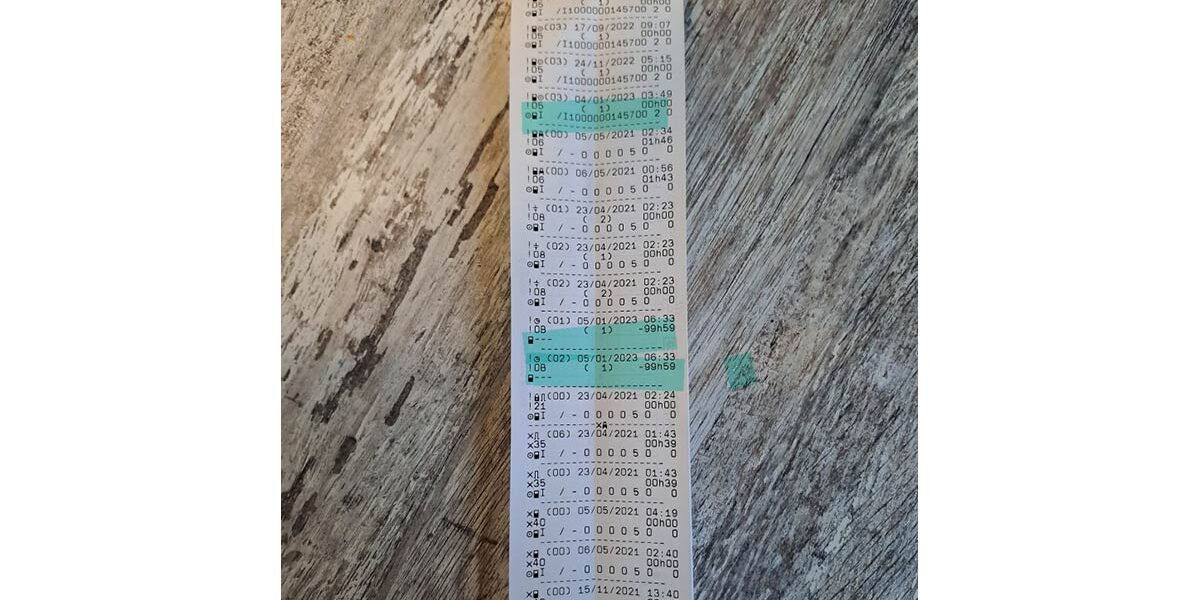 !05 ( 1) 00h00
I /I1000000145700 2 0
! (03) 17/09/2022 09:07
!05 ( 1) 00h00
I /I1000000145700 2 0
! (03) 24/11/2022 05:15
!05 ( 1) 00h00
I /I1000000145700 2 0
! (03) 04/01/2023 03:49
!05 ( 1) 00h00
I /I1000000145700 2 0
! (00) 05/05/2021 02:34
!06 01h46
I / - 0 0 0 0 5 0 0
! (00) 06/05/2021 00:56
!06 01h43
I / - 0 0 0 0 5 0 0
!÷ (01) 23/04/2021 02:23
!08 ( 2) 00h00
I / - 0 0 0 0 5 0 0
!÷ (02) 23/04/2021 02:23
!08 ( 1) 00h00
I / - 0 0 0 0 5 0 0
!÷ (02) 23/04/2021 02:23
!08 ( 2) 00h00
I / - 0 0 0 0 5 0 0
! (01) 05/01/2023 06:33
!0B ( 1) -99h59
---
! (02) 05/01/2023 06:33
!0B ( 1) -99h59
---
! (00) 23/04/2021 02:24
!21 00h00
I / - 0 0 0 0 5 0 0
×
× (06) 23/04/2021 01:43
×35 00h39
I / - 0 0 0 0 5 0 0
× (00) 23/04/2021 01:43
×35 00h39
I / - 0 0 0 0 5 0 0
× (00) 05/05/2021 04:19
×40 00h00
I / - 0 0 0 0 5 0 0
× (00) 06/05/2021 02:40
×40 00h00
I / - 0 0 0 0 5 0 0
× (00) 15/11/2021 13:40